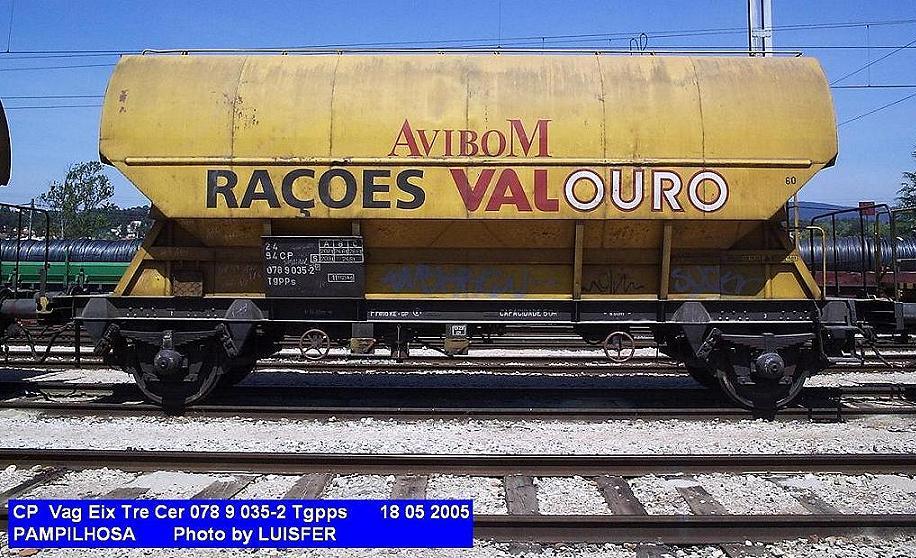 AVIBOM
RAÇOES VALOURO
60
24
94 CP
078 9 035-2
Tgpps
A B C
S
CAPACIDADE
CP Vag Eix Tre Cer 078 9 035-2 Tgpps 18 05 2005
PAMPILHOSA Photo by LUISFER